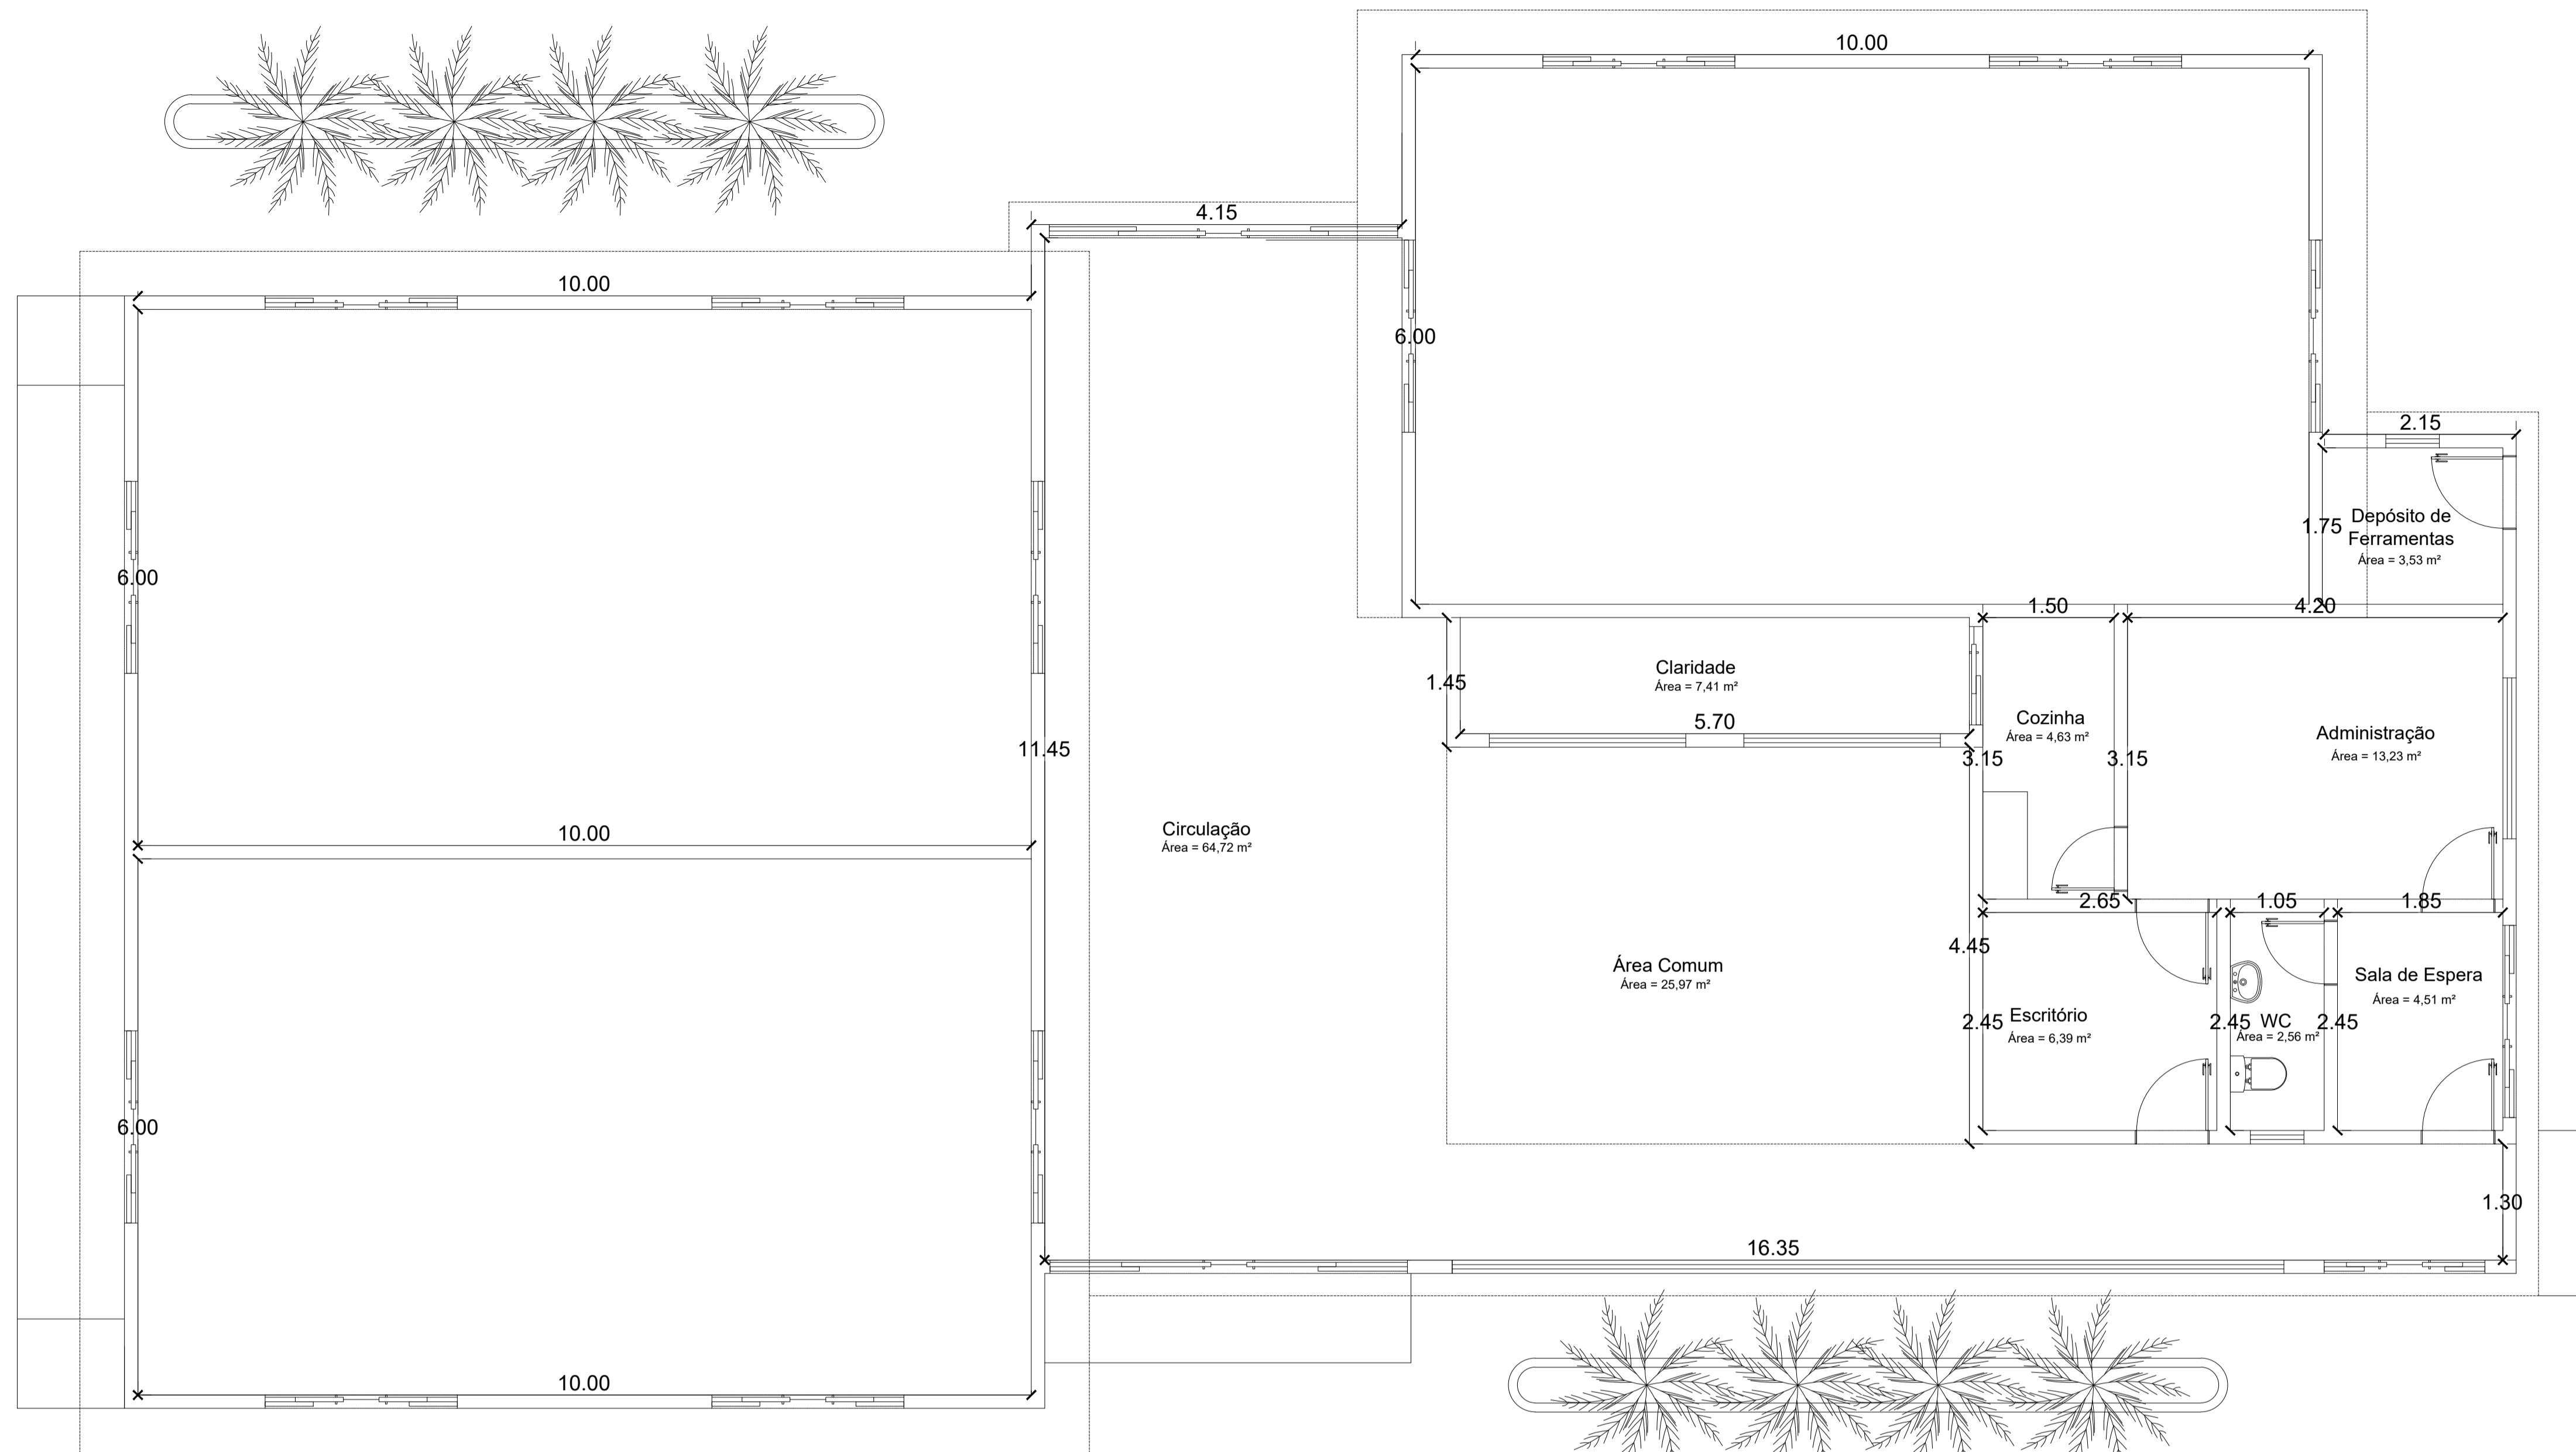 10.00
4.15
10.00
6.00
2.15
1.75
Depósito de
Ferramentas
Área = 3,53 m²
6.00
1.50
4.20
Claridade
Área = 7,41 m²
1.45
5.70
Cozinha
Área = 4,63 m²
3.15
3.15
Administração
Área = 13,23 m²
11.45
10.00
Circulação
Área = 64,72 m²
2.65
1.05
1.85
4.45
Área Comum
Área = 25,97 m²
Sala de Espera
Área = 4,51 m²
2.45
Escritório
Área = 6,39 m²
2.45
WC
Área = 2,56 m²
2.45
6.00
1.30
16.35
10.00